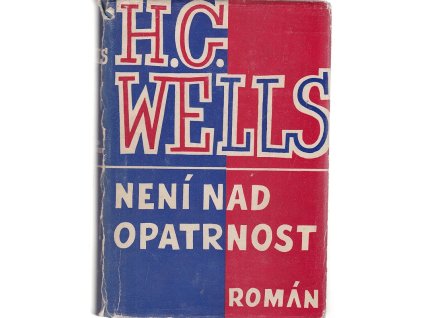 H.G.
WELLS
NENÍ NAD
OPATRNOST
ROMÁN